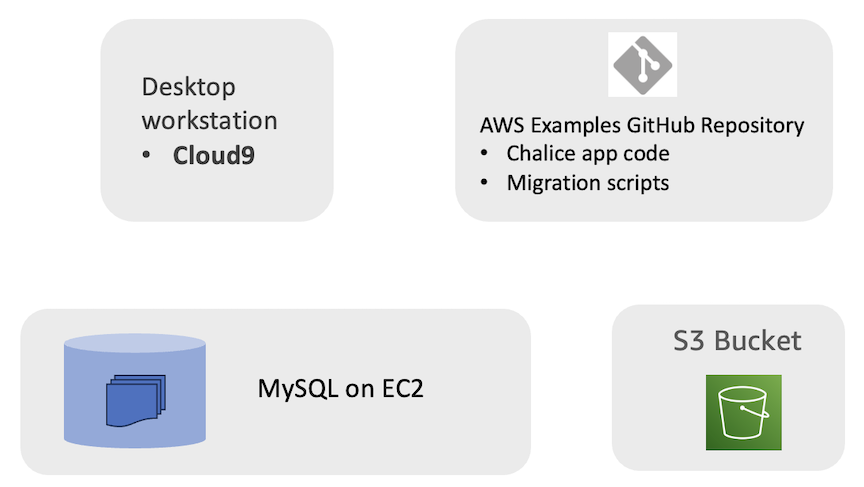 Desktop
workstation
• Cloud9
AWS Examples GitHub Repository
• Chalice app code
• Migration scripts
MySQL on EC2
S3 Bucket